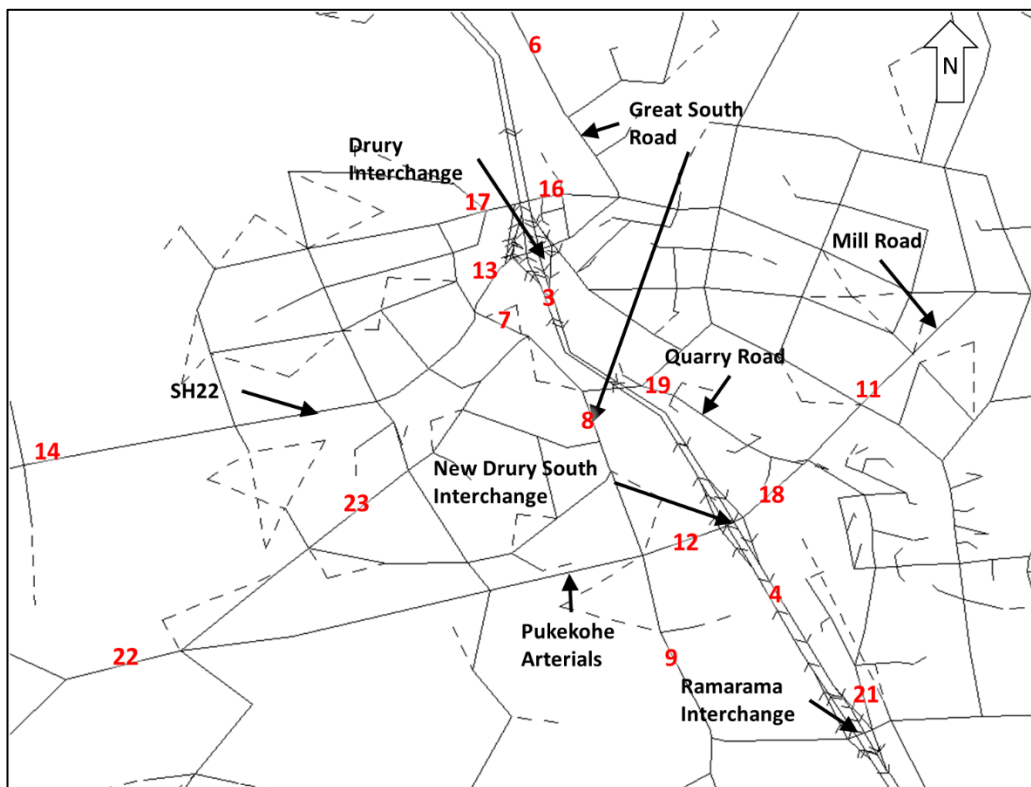 6
N
Great South
Road
Drury
Interchange
16
17
Mill Road
13
3
7
Quarry Road
19
11
SH22
8
14
New Drury South
Interchange
18
23
12
4
Pukekohe
Arterials
22
9
Ramarama
Interchange
21